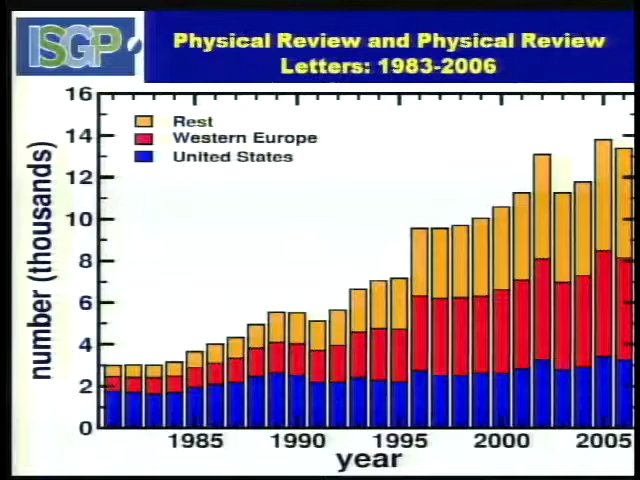 ISGP
Physical Review and Physical Review
Letters: 1983-2006
16
14
12
10
8
6
4
2
0
number (thousands)
Rest
Western Europe
United States
1985
1990
1995
2000
2005
year